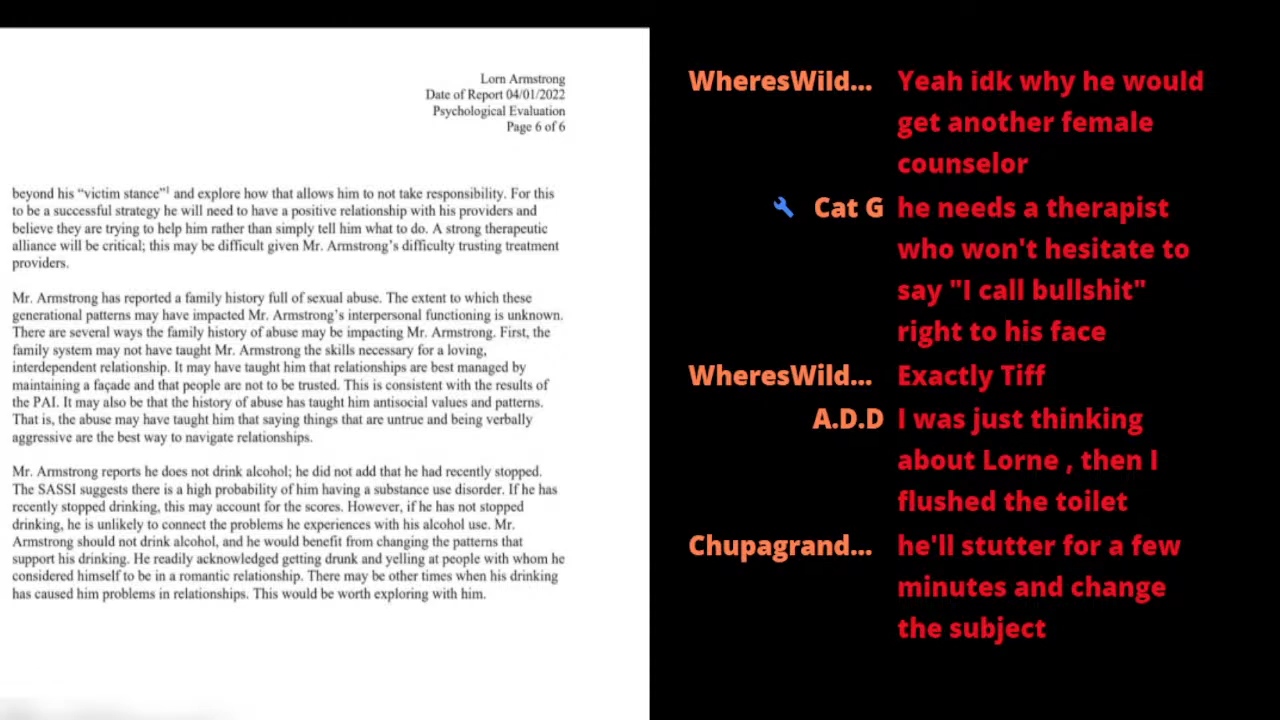 Lorn Armstrong
Date of Report 04/01/2022
Psychological Evaluation
Page 6 of 6
beyond his “victim stance”¹ and explore how that allows him to not take responsibility. For this
to be a successful strategy he will need to have a positive relationship with his providers and
believe they are trying to help him rather than simply tell him what to do. A strong therapeutic
alliance will be critical; this may be difficult given Mr. Armstrong’s difficulty trusting treatment
providers.
Mr. Armstrong has reported a family history full of sexual abuse. The extent to which these
generational patterns may have impacted Mr. Armstrong’s interpersonal functioning is unknown.
There are several ways the family history of abuse may be impacting Mr. Armstrong. First, the
family system may not have taught Mr. Armstrong the skills necessary for a loving,
interdependent relationship. It may have taught him that relationships are best managed by
maintaining a façade and that people are not to be trusted. This is consistent with the results of
the PAI. It may also be that the history of abuse has taught him antisocial values and patterns.
That is, the abuse may have taught him that saying things that are untrue and being verbally
aggressive are the best way to navigate relationships.
Mr. Armstrong reports he does not drink alcohol; he did not add that he had recently stopped.
The SASSI suggests there is a high probability of him having a substance use disorder. If he has
recently stopped drinking, this may account for the scores. However, if he has not stopped
drinking, he is unlikely to connect the problems he experiences with his alcohol use. Mr.
Armstrong should not drink alcohol, and he would benefit from changing the patterns that
support his drinking. He readily acknowledged getting drunk and yelling at people with whom he
considered himself to be in a romantic relationship. There may be other times when his drinking
has caused him problems in relationships. This would be worth exploring with him.
WheresWild... Yeah idk why he would
get another female
counselor
Cat G he needs a therapist
who won't hesitate to
say "I call bullshit"
right to his face
WheresWild... Exactly Tiff
A.D.D I was just thinking
about Lorne , then I
flushed the toilet
Chupagrand... he'll stutter for a few
minutes and change
the subject